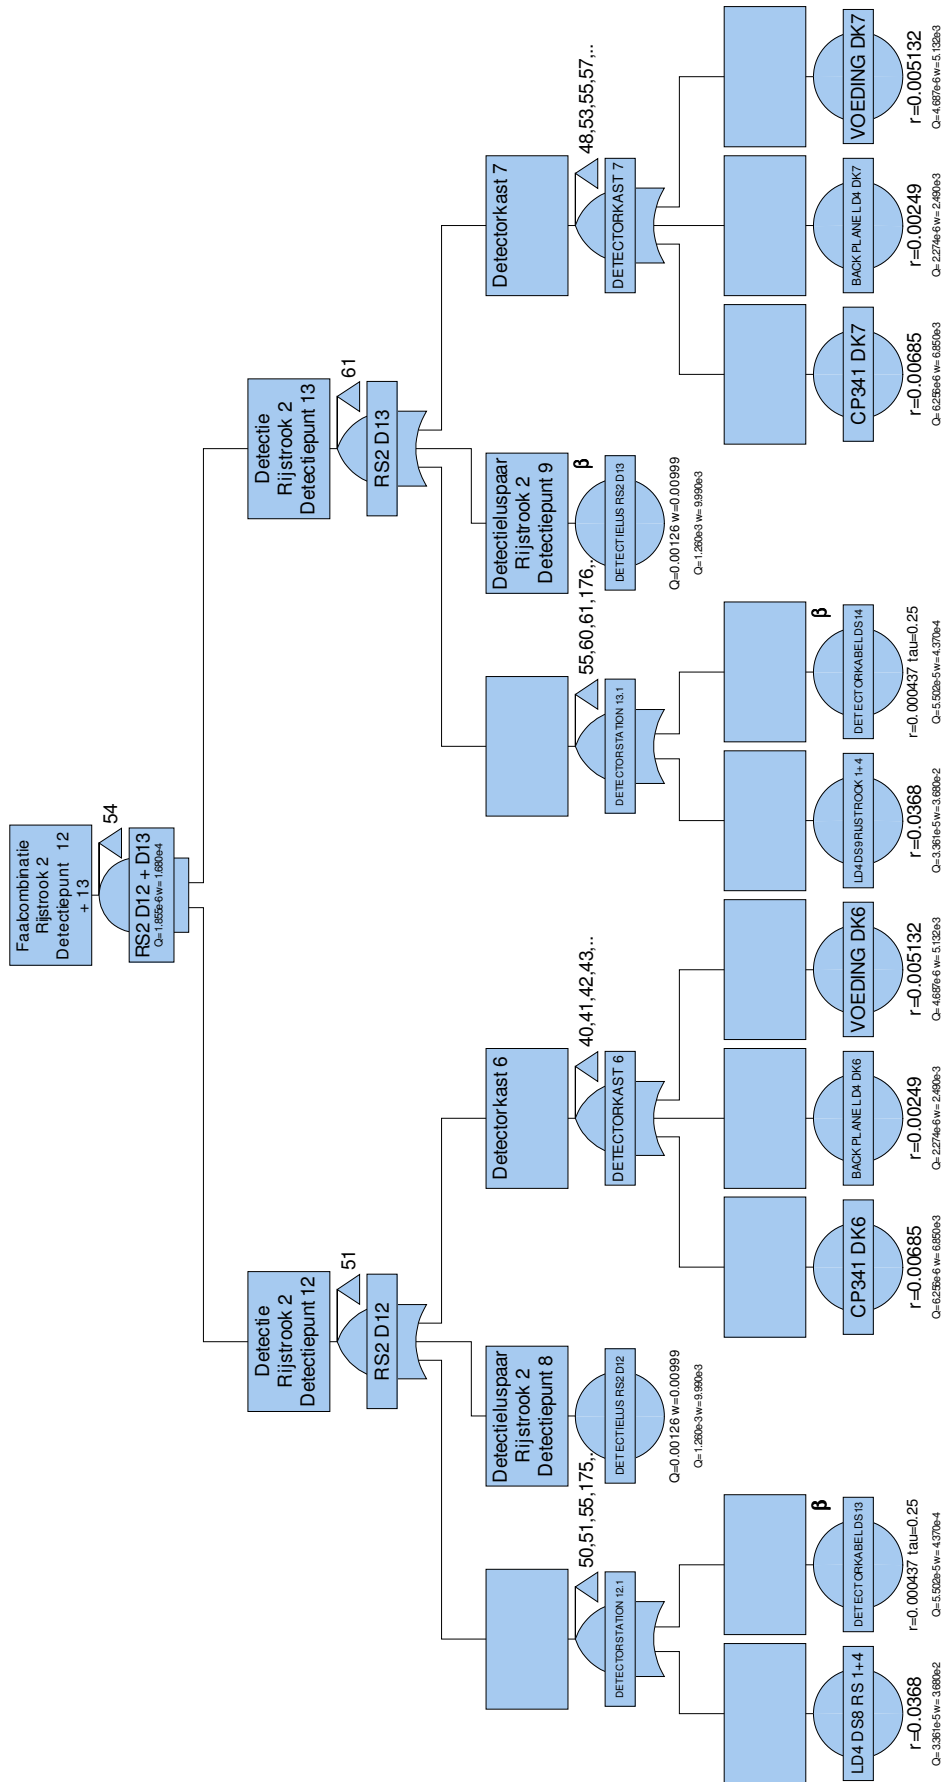 Faalcombinatie
Rijstrook 2
Detectiepunt 12
+ 13
54
RS2 D12 + D13
Q=1.855e-6 w= 1.680e-4
Detectie
Rijstrook 2
Detectiepunt 12
51
RS2 D12
Detectie
Rijstrook 2
Detectiepunt 13
61
RS2 D13
50,51,55,175,..
DETECTORSTATION 12.1
Detectieluspaar
Rijstrook 2
Detectiepunt 8
DETECTIELUS RS2 D12
Q=0.00126 w=0.00999
Q=1.260e-3 w= 9.990e-3
Detectorkast 6
40,41,42,43,..
DETECTORKAST 6
55,60,61,176,..
DETECTORSTATION 13.1
Detectieluspaar
Rijstrook 2
Detectiepunt 9
β
DETECTIELUS RS2 D13
Q=0.00126 w=0.00999
Q=1.260e-3 w= 9.990e-3
Detectorkast 7
48,53,55,57,..
DETECTORKAST 7
LD4 DS8 RS 1+4
r=0.0368
Q=3.361e-5 w= 3.680e-2
β
DETECTORKABEL DS13
r=0.000437 tau=0.25
Q=5.502e-5 w= 4.370e-4
CP341 DK6
r=0.00685
Q=6.256e-6 w= 6.850e-3
BACK PLANE LD4 DK6
r=0.00249
Q=2.274e-6 w= 2.490e-3
VOEDING DK6
r=0.005132
Q=4.687e-6 w= 5.132e-3
LD4 DS9 RIJSTROOK 1+4
r=0.0368
Q=3.361e-5 w= 3.680e-2
β
DETECTORKABEL DS14
r=0.000437 tau=0.25
Q=5.502e-5 w= 4.370e-4
CP341 DK7
r=0.00685
Q=6.256e-6 w= 6.850e-3
BACK PLANE LD4 DK7
r=0.00249
Q=2.274e-6 w= 2.490e-3
VOEDING DK7
r=0.005132
Q=4.687e-6 w= 5.132e-3